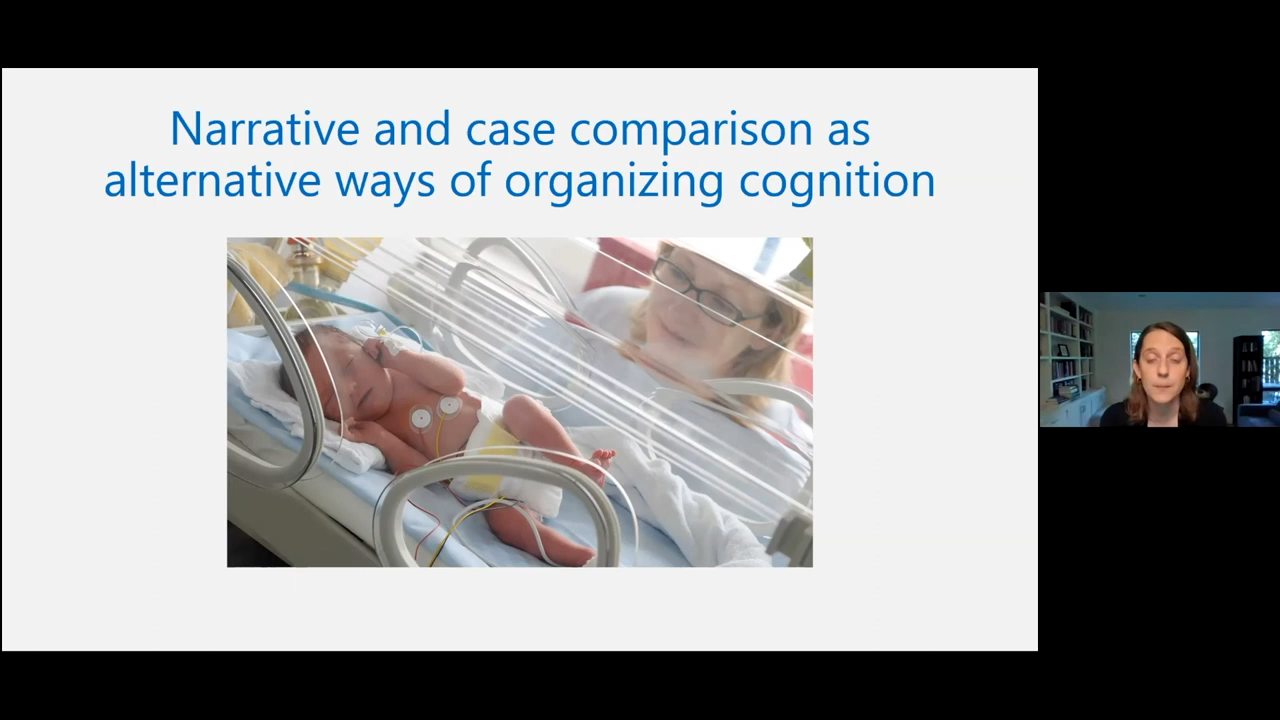 Narrative and case comparison as
alternative ways of organizing cognition